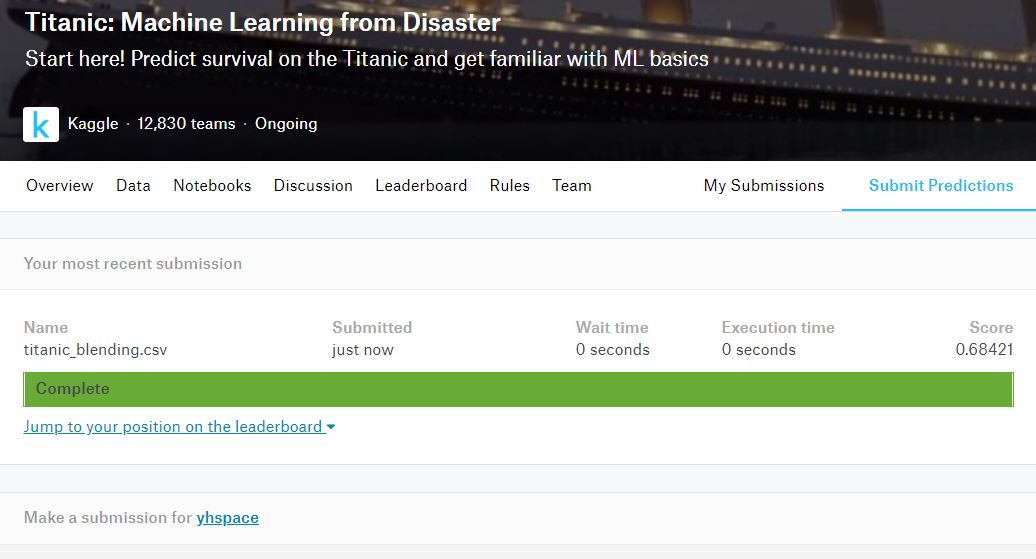 Titanic: Machine Learning from Disaster
Start here! Predict survival on the Titanic and get familiar with ML basics
k Kaggle · 12,830 teams · Ongoing
Overview Data Notebooks Discussion Leaderboard Rules Team My Submissions Submit Predictions
Your most recent submission
Name Submitted Wait time Execution time Score
titanic_blending.csv just now 0 seconds 0 seconds 0.68421
Complete
Jump to your position on the leaderboard
Make a submission for yhspace